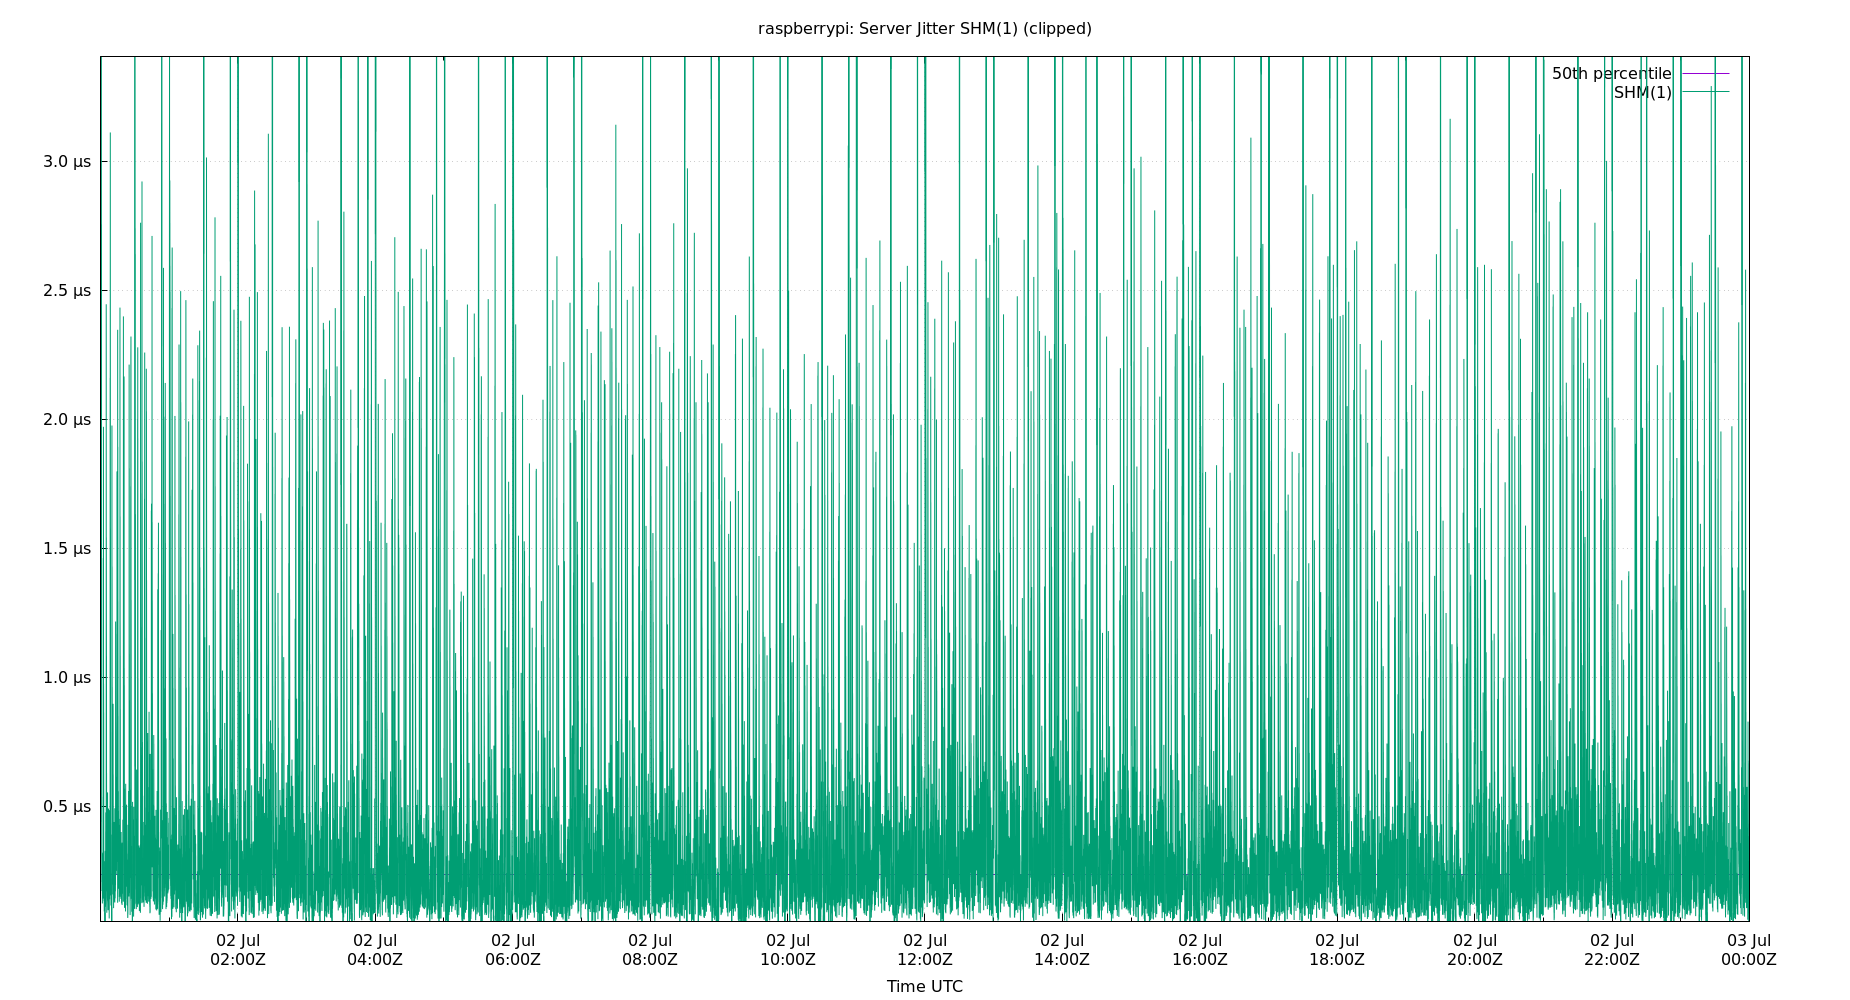 raspberrypi: Server Jitter SHM(1) (clipped)
50th percentile
SHM(1)
3.0 μs
2.5 μs
2.0 μs
1.5 μs
1.0 μs
0.5 μs
02 Jul 02 Jul 02 Jul 02 Jul 02 Jul 02 Jul 02 Jul 02 Jul 02 Jul 02 Jul 02 Jul 03 Jul
02:00Z 04:00Z 06:00Z 08:00Z 10:00Z 12:00Z 14:00Z 16:00Z 18:00Z 20:00Z 22:00Z 00:00Z
Time UTC